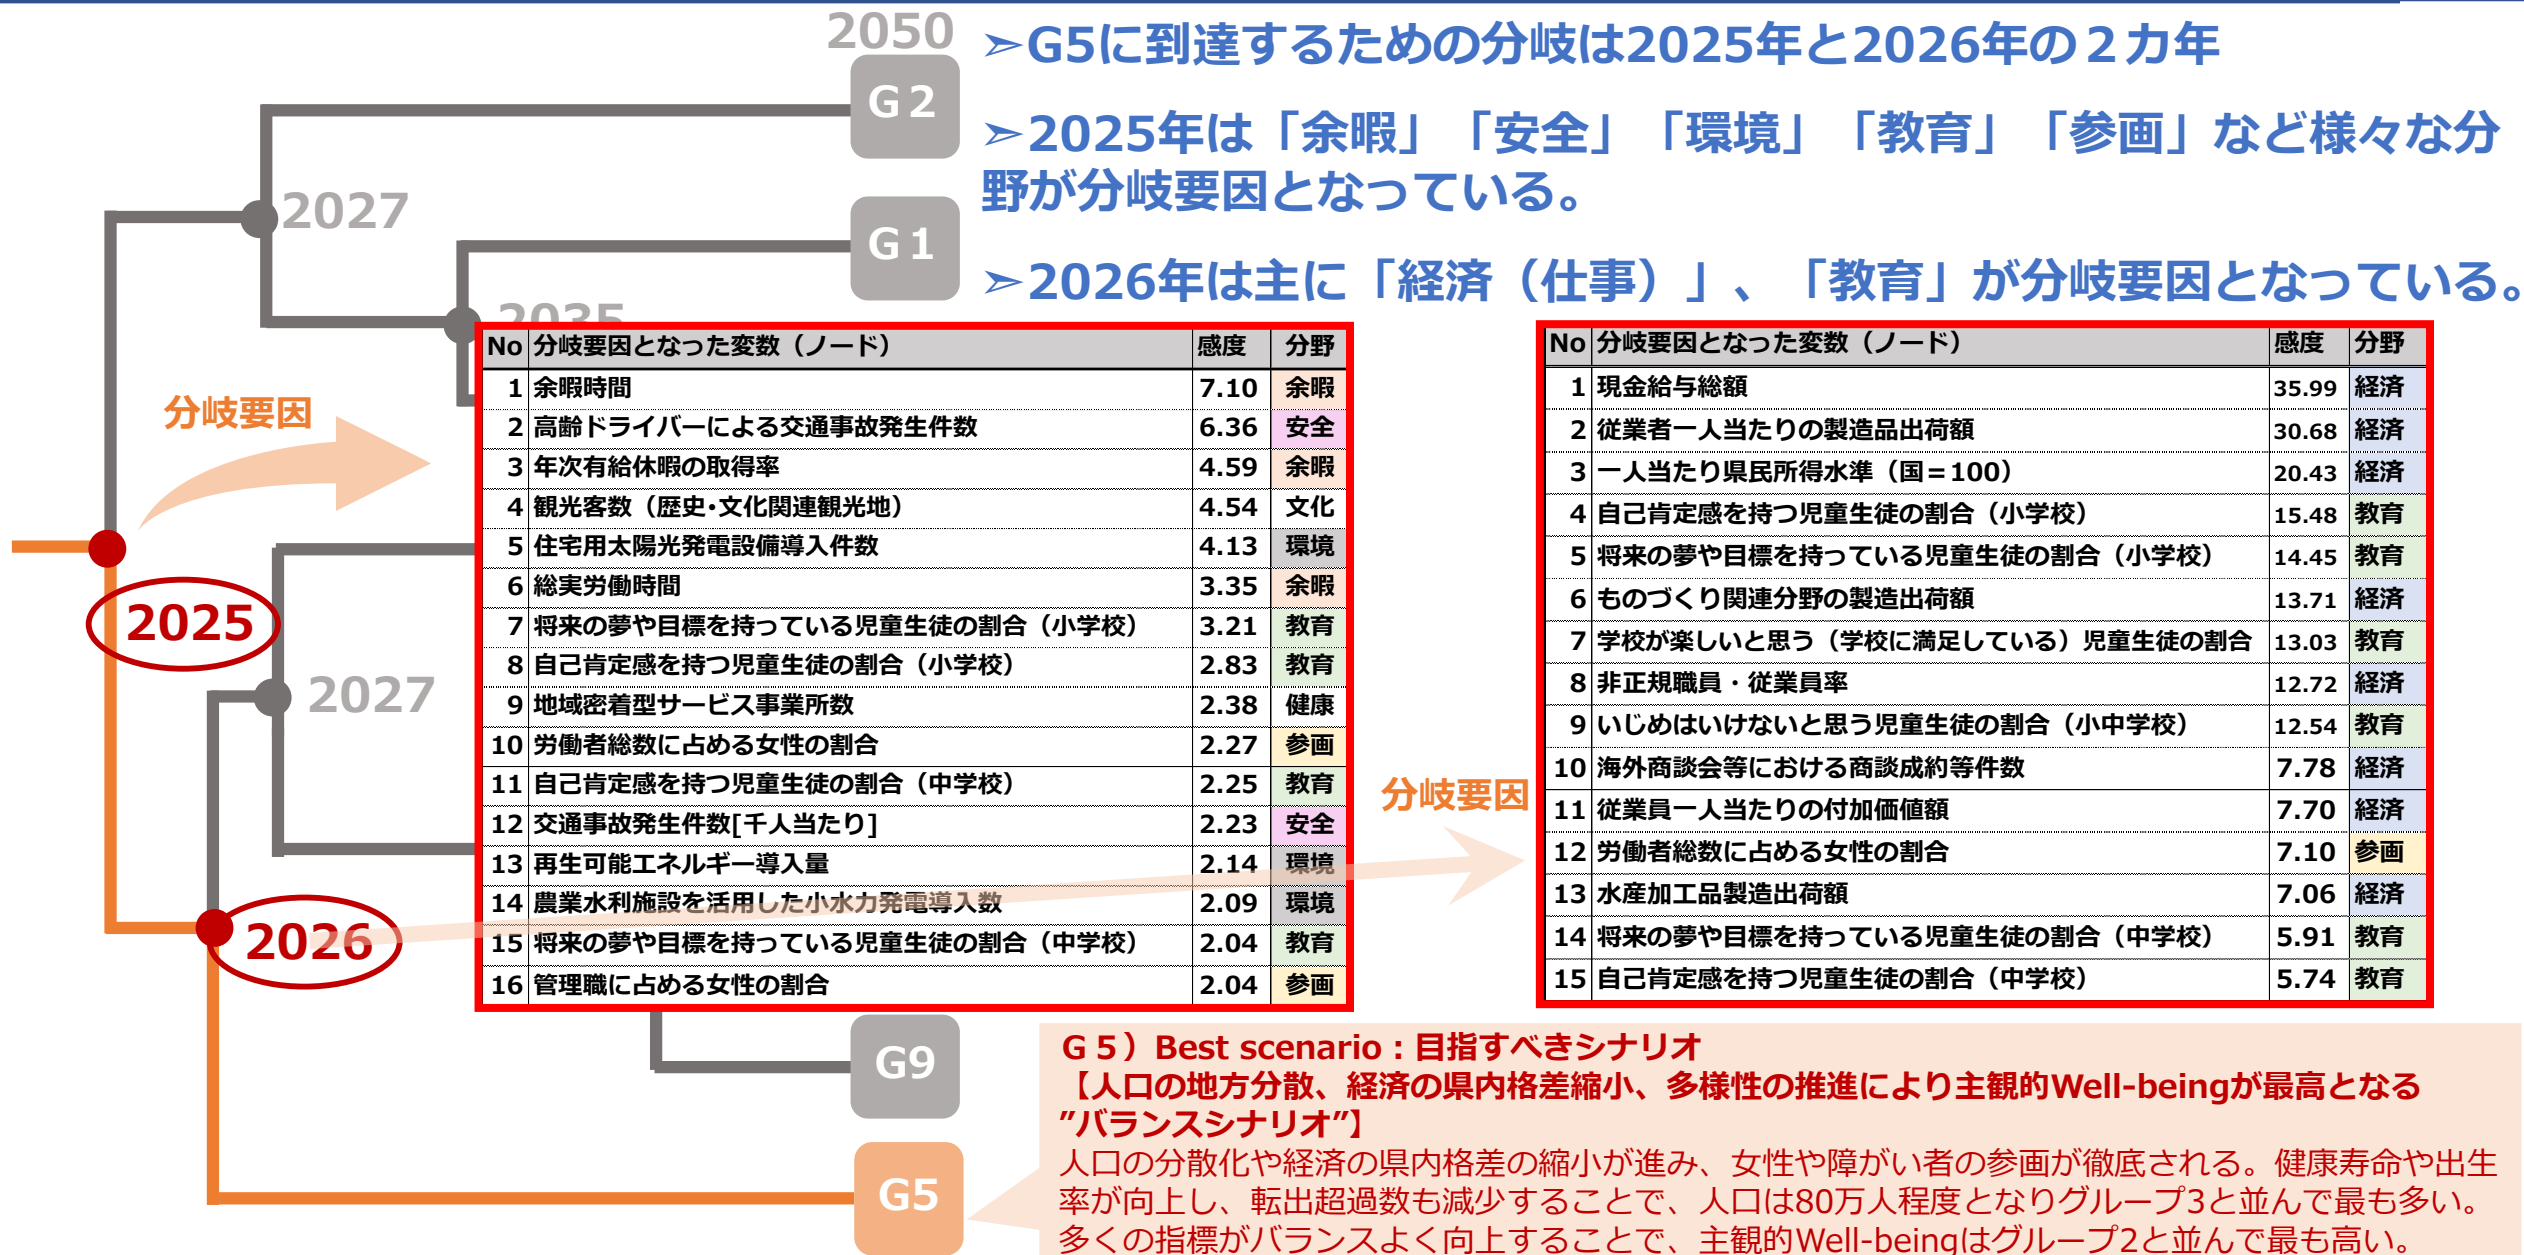 2050
G 2
➣G5に到達するための分岐は2025年と2026年の２カ年
➣2025年は「余暇」「安全」「環境」「教育」「参画」など様々な分
野が分岐要因となっている。
2027
G 1
➣2026年は主に「経済（仕事）」、「教育」が分岐要因となっている。
2035
分岐要因
No 分岐要因となった変数（ノード） 感度 分野
1 余暇時間 7.10 余暇
2 高齢ドライバーによる交通事故発生件数 6.36 安全
3 年次有給休暇の取得率 4.59 余暇
4 観光客数（歴史･文化関連観光地） 4.54 文化
5 住宅用太陽光発電設備導入件数 4.13 環境
6 総実労働時間 3.35 余暇
7 将来の夢や目標を持っている児童生徒の割合（小学校） 3.21 教育
8 自己肯定感を持つ児童生徒の割合（小学校） 2.83 教育
9 地域密着型サービス事業所数 2.38 健康
10 労働者総数に占める女性の割合 2.27 参画
11 自己肯定感を持つ児童生徒の割合（中学校） 2.25 教育
12 交通事故発生件数[千人当たり] 2.23 安全
13 再生可能エネルギー導入量 2.14 環境
14 農業水利施設を活用した小水力発電導入数 2.09 環境
15 将来の夢や目標を持っている児童生徒の割合（中学校） 2.04 教育
16 管理職に占める女性の割合 2.04 参画
2025
2027
2026
分岐要因
No 分岐要因となった変数（ノード） 感度 分野
1 現金給与総額 35.99 経済
2 従業者一人当たりの製造品出荷額 30.68 経済
3 一人当たり県民所得水準（国＝100） 20.43 経済
4 自己肯定感を持つ児童生徒の割合（小学校） 15.48 教育
5 将来の夢や目標を持っている児童生徒の割合（小学校） 14.45 教育
6 ものづくり関連分野の製造出荷額 13.71 経済
7 学校が楽しいと思う（学校に満足している）児童生徒の割合 13.03 教育
8 非正規職員・従業員率 12.72 経済
9 いじめはいけないと思う児童生徒の割合（小中学校） 12.54 教育
10 海外商談会等における商談成約等件数 7.78 経済
11 従業員一人当たりの付加価値額 7.70 経済
12 労働者総数に占める女性の割合 7.10 参画
13 水産加工品製造出荷額 7.06 経済
14 将来の夢や目標を持っている児童生徒の割合（中学校） 5.91 教育
15 自己肯定感を持つ児童生徒の割合（中学校） 5.74 教育
G9
G5
G５）Best scenario：目指すべきシナリオ
【人口の地方分散、経済の県内格差縮小、多様性の推進により主観的Well-beingが最高となる
”バランスシナリオ”】
人口の分散化や経済の県内格差の縮小が進み、女性や障がい者の参画が徹底される。健康寿命や出生
率が向上し、転出超過数も減少することで、人口は80万人程度となりグループ3と並んで最も多い。
多くの指標がバランスよく向上することで、主観的Well-beingはグループ2と並んで最も高い。